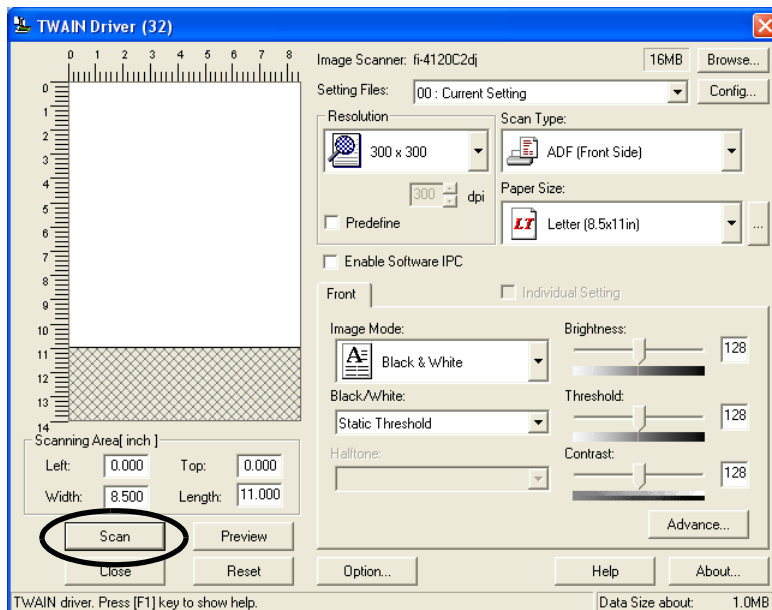 TWAIN Driver (32)
0 1 2 3 4 5 6 7 8
0
1
2
3
4
5
6
7
8
9
10
11
12
13
14
Image Scanner: fi-4120C2dj 16MB Browse...
Setting Files: 00 : Current Setting Config...
Resolution
300 x 300
300 dpi
Predefine
Scan Type:
ADF (Front Side)
Paper Size:
LT Letter (8.5x11in) ...
Enable Software IPC
Front Individual Setting
Image Mode:
A Black & White
Black/White:
Static Threshold
Halftone:
Brightness:
128
Threshold:
128
Contrast:
128
Advance...
Scanning Area[ inch ]
Left: 0.000 Top: 0.000
Width: 8.500 Length: 11.000
Scan Preview
Close Reset Option... Help About...
TWAIN driver. Press [F1] key to show help. Data Size about: 1.0MB